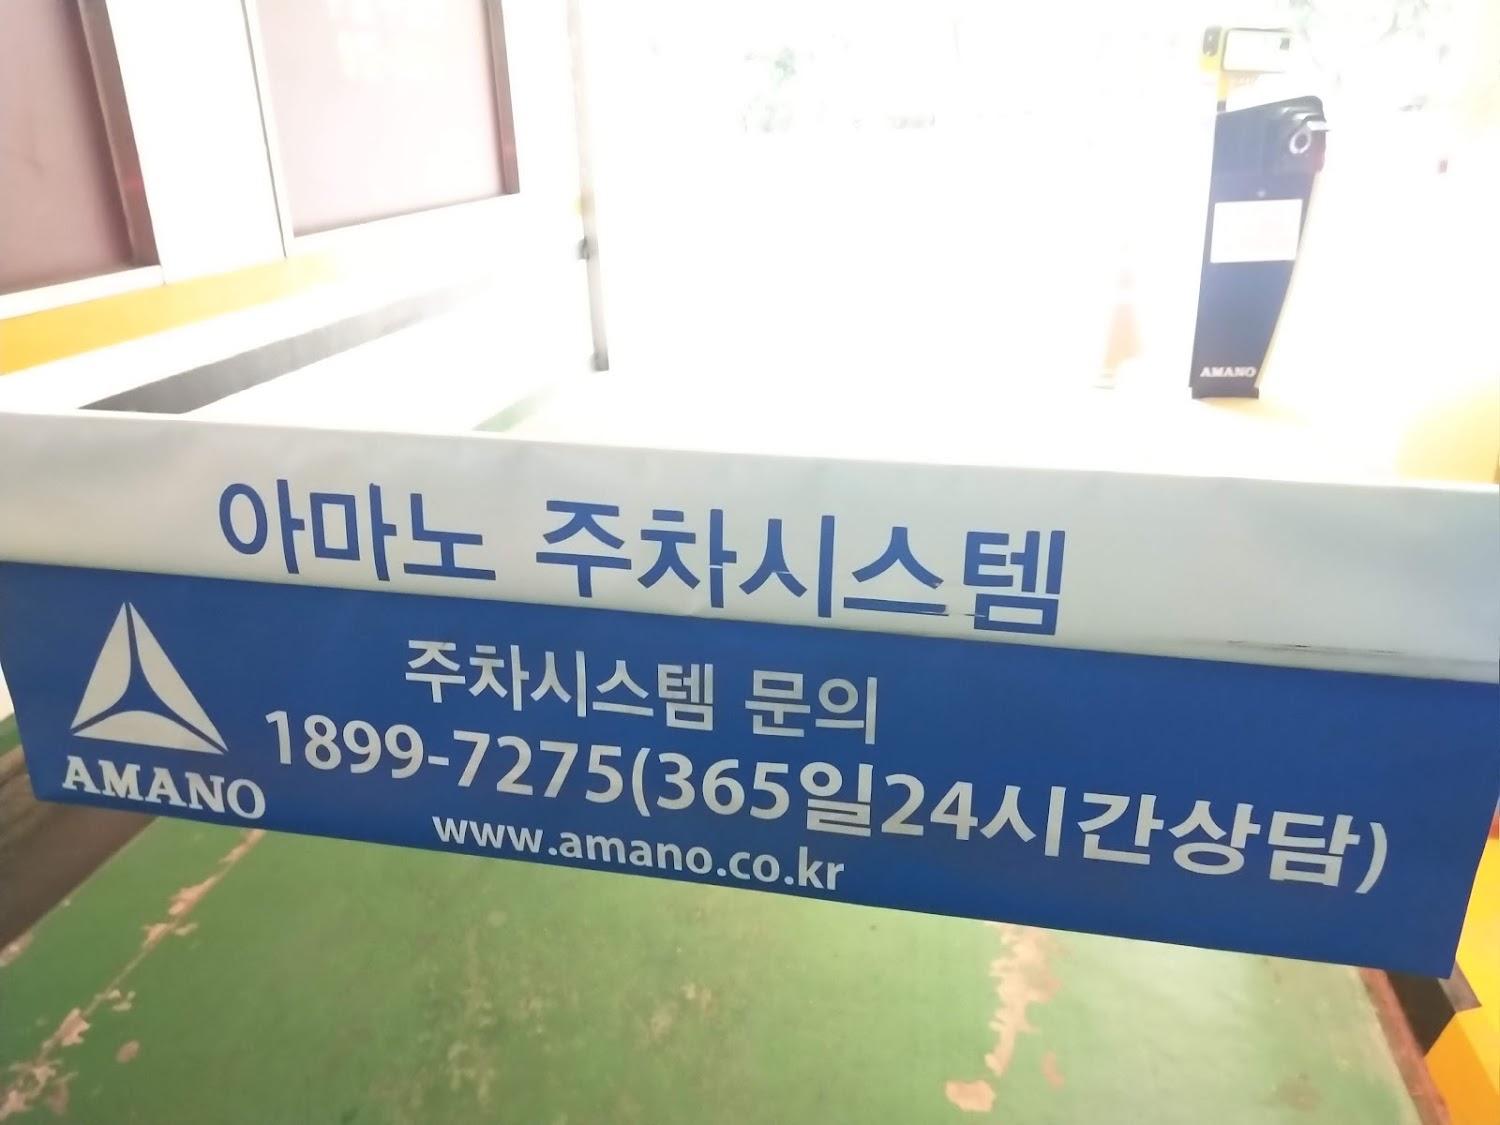 AMANO
아마노 주차시스템
주차시스템 문의
1899-7275(365일24시간상담)
www.amano.co.kr
AMANO